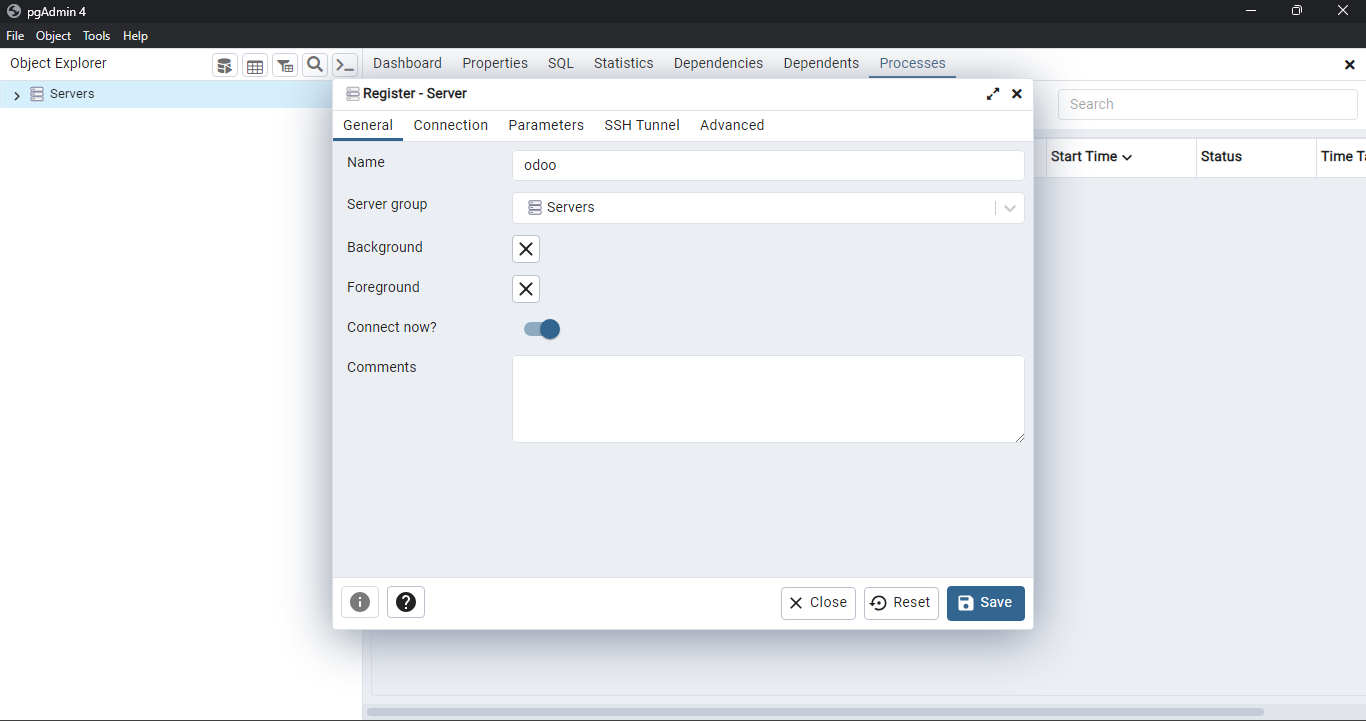 pgAdmin 4
File Object Tools Help
Object Explorer
Dashboard Properties SQL Statistics Dependencies Dependents Processes
Servers
Register - Server
Search
General Connection Parameters SSH Tunnel Advanced
Start Time Status Time Ta
Name odoo
Server group Servers
Background
Foreground
Connect now?
Comments
Close Reset Save